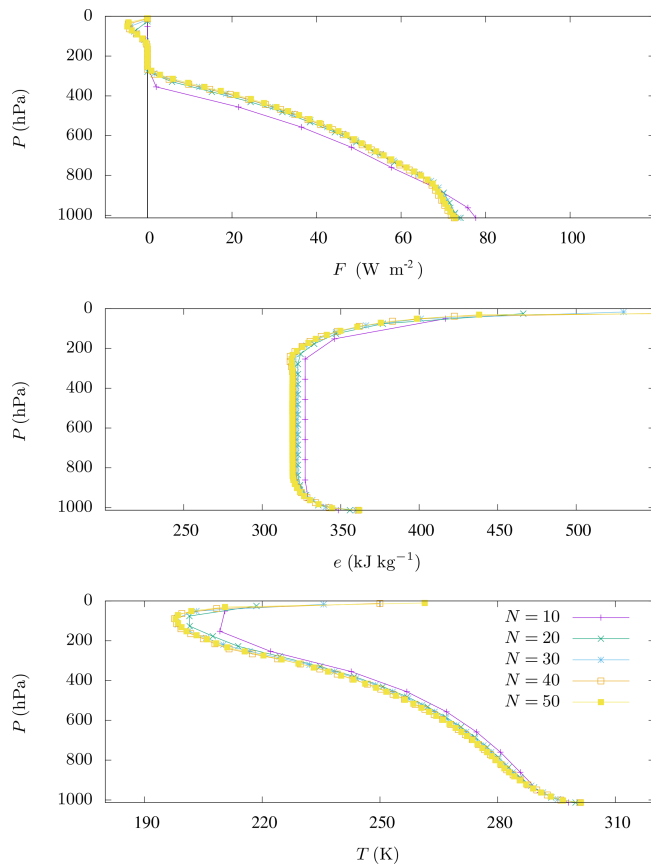 0
200
400
600
800
1000
P (hPa)
0 20 40 60 80 100
F (W m⁻²)
0
200
400
600
800
1000
P (hPa)
250 300 350 400 450 500
e (kJ kg⁻¹)
0
200
400
600
800
1000
P (hPa)
N = 10
N = 20
N = 30
N = 40
N = 50
190 220 250 280 310
T (K)